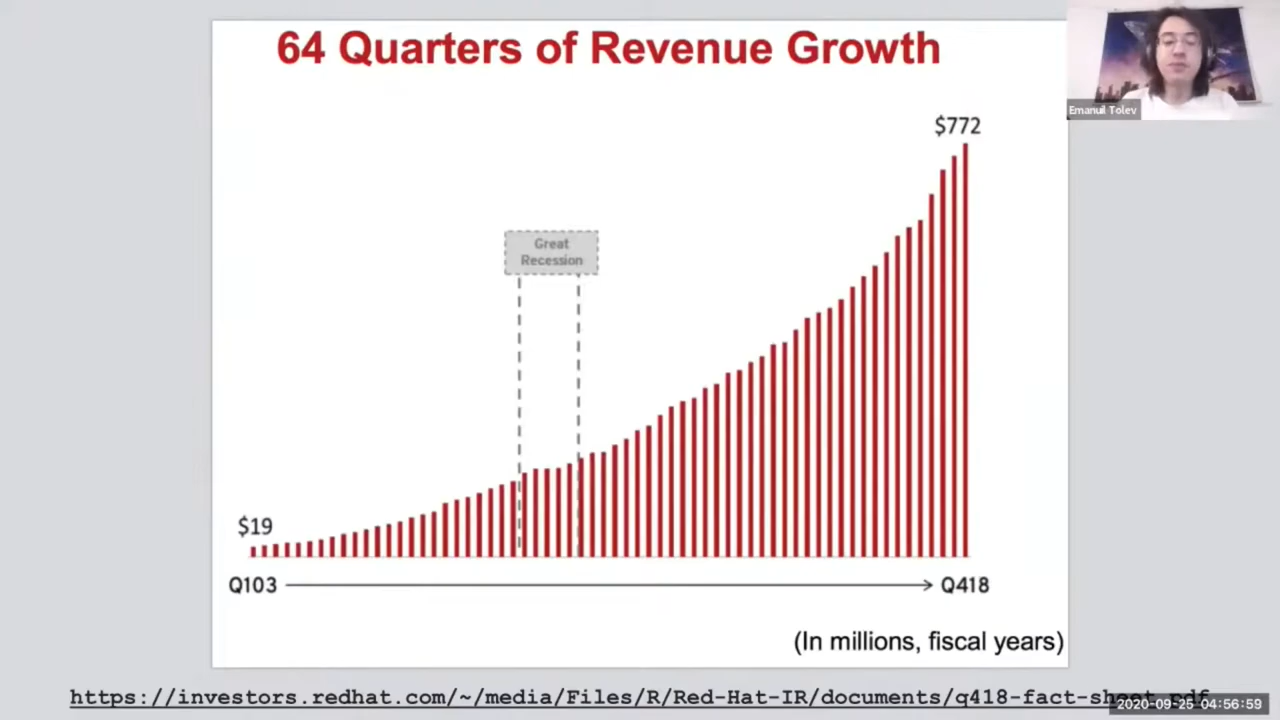 64 Quarters of Revenue Growth
Emanuil Tolev
$772
Great
Recession
$19
Q103
Q418
(In millions, fiscal years)
https://investors.redhat.com/~/media/Files/R/Red-Hat-IR/documents/q418-fact-sheet.pdf
2020-09-25 04:56:59